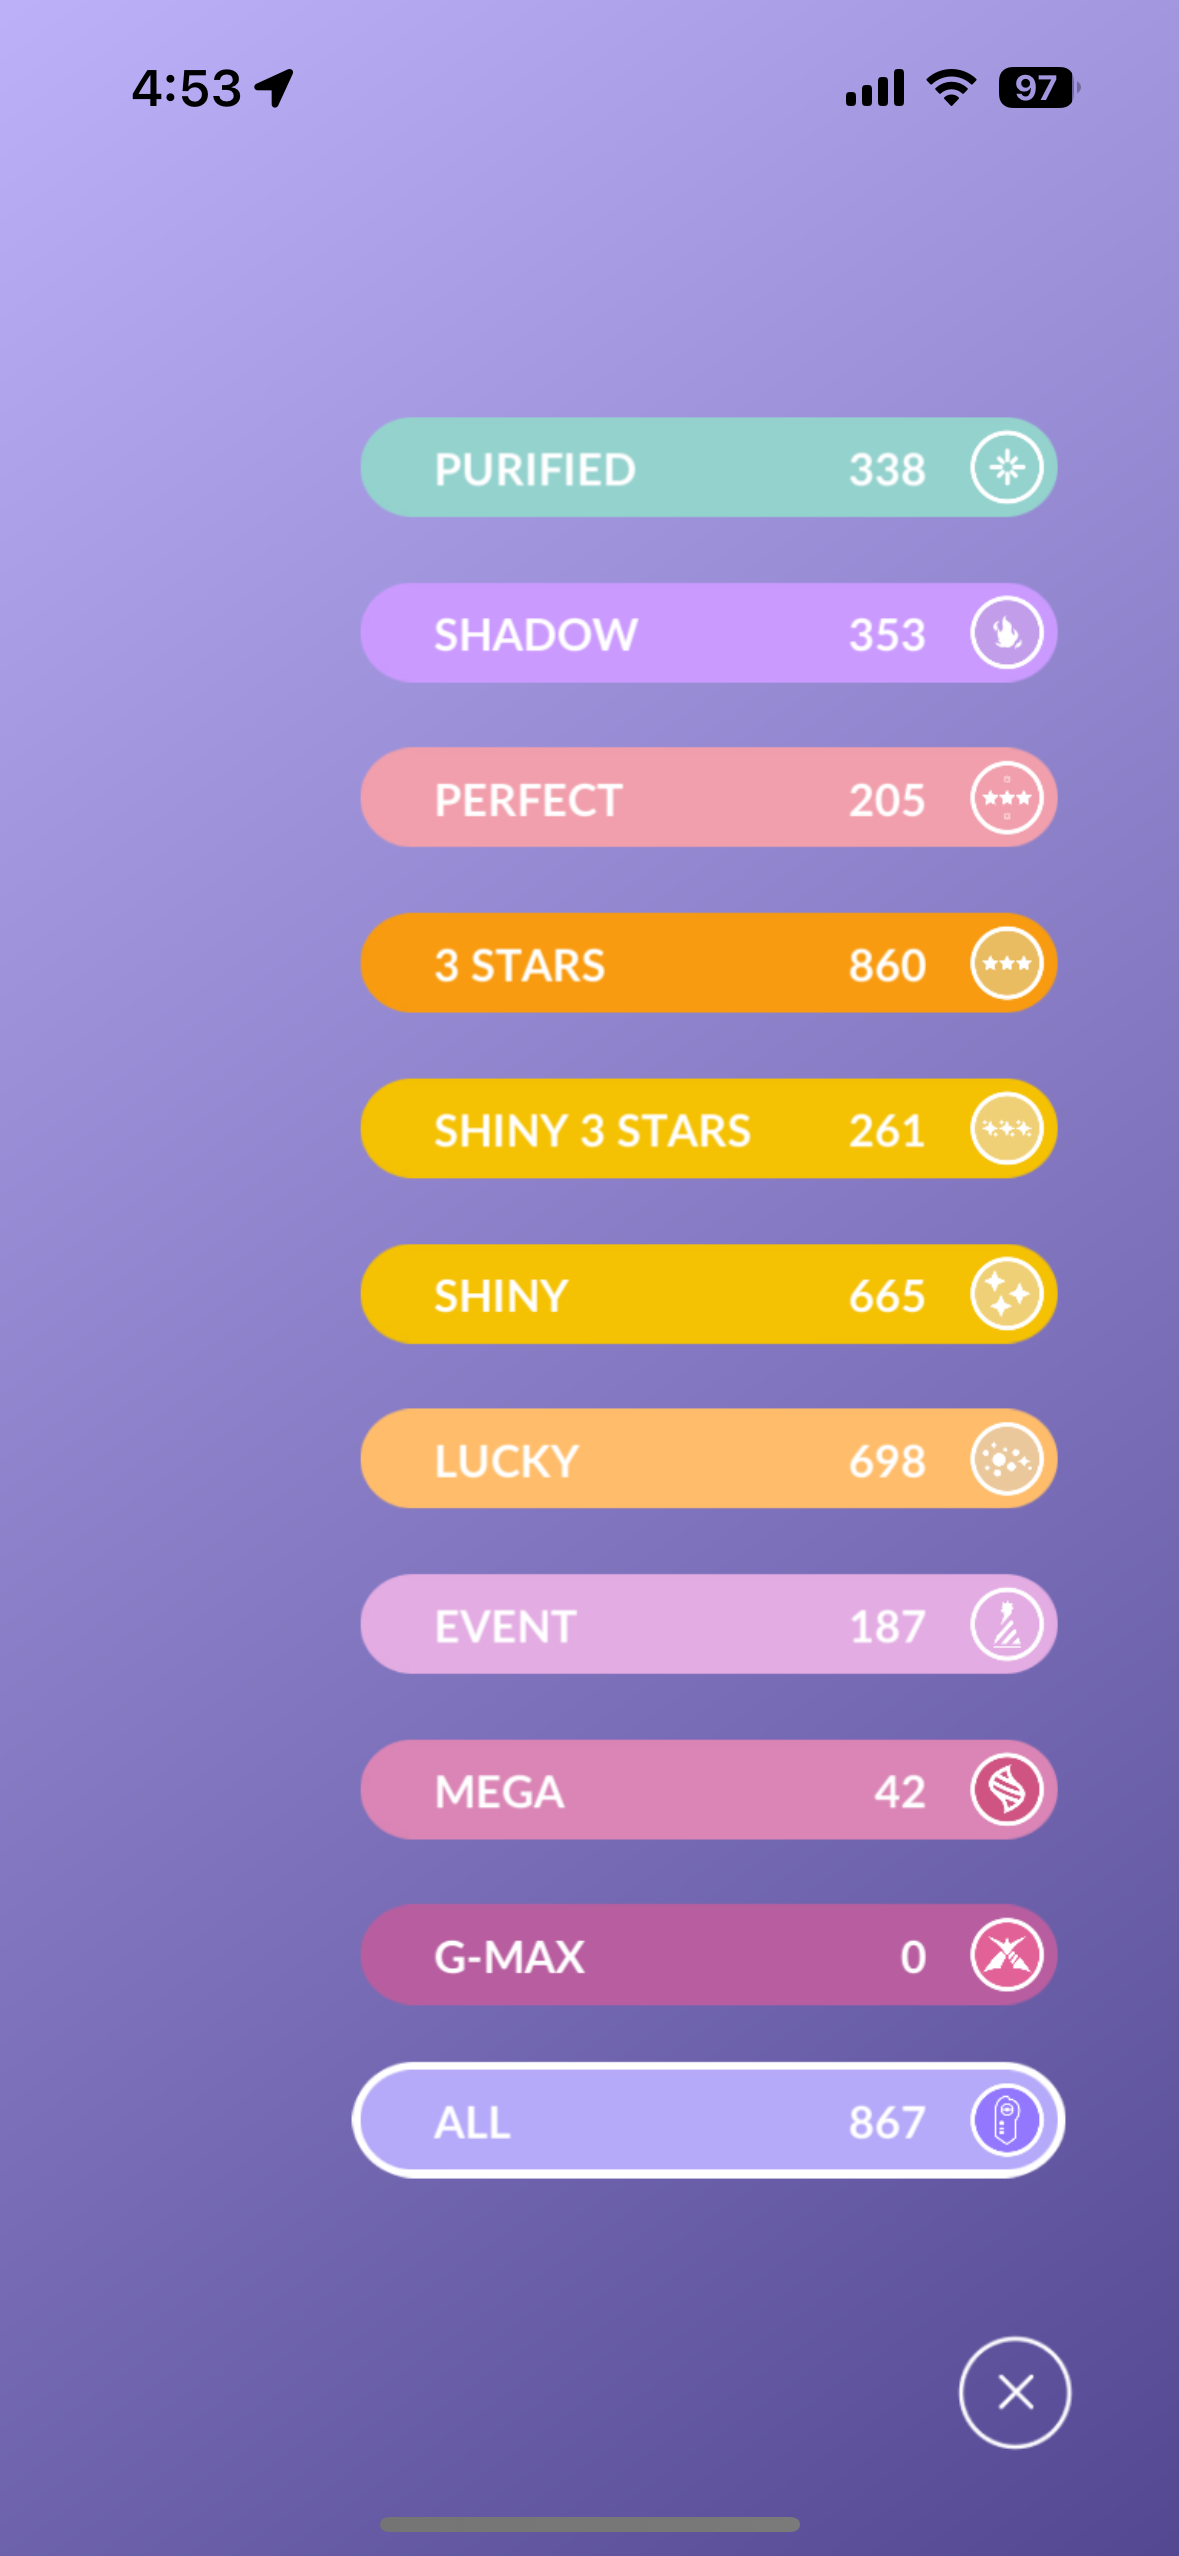 4:53
97
PURIFIED 338
SHADOW 353
PERFECT 205
3 STARS 860
SHINY 3 STARS 261
SHINY 665
LUCKY 698
EVENT 187
MEGA 42
G-MAX 0
ALL 867